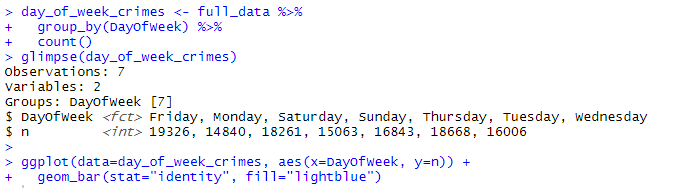 > day_of_week_crimes <- full_data %>%
+   group_by(DayOfWeek) %>%
+   count()
> glimpse(day_of_week_crimes)
Observations: 7
Variables: 2
Groups: DayOfWeek [7]
$ DayOfWeek <fct> Friday, Monday, Saturday, Sunday, Thursday, Tuesday, Wednesday
$ n         <int> 19326, 14840, 18261, 15063, 16843, 18668, 16006
>
> ggplot(data=day_of_week_crimes, aes(x=DayOfWeek, y=n)) +
+   geom_bar(stat="identity", fill="lightblue")